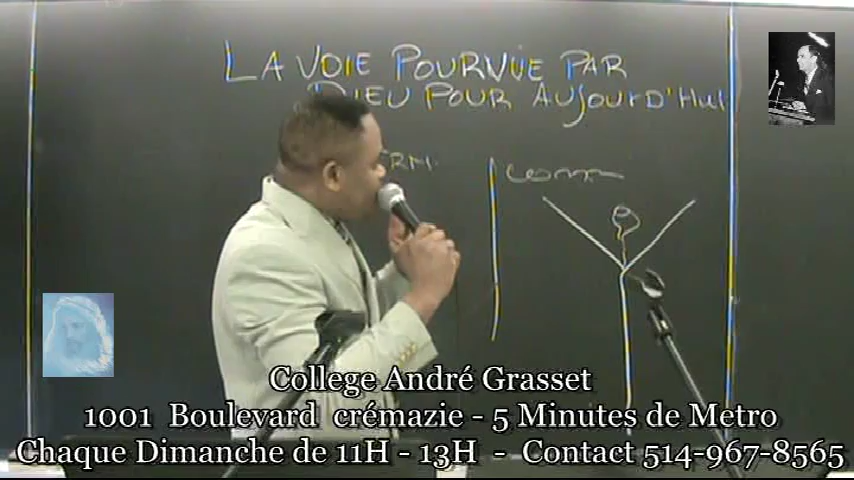 LA VOIE POURVUE PAR
DIEU POUR AUJOURD'HUI
College André Grasset
1001 Boulevard crémazie - 5 Minutes de Metro
Chaque Dimanche de 11H - 13H - Contact 514-967-8565